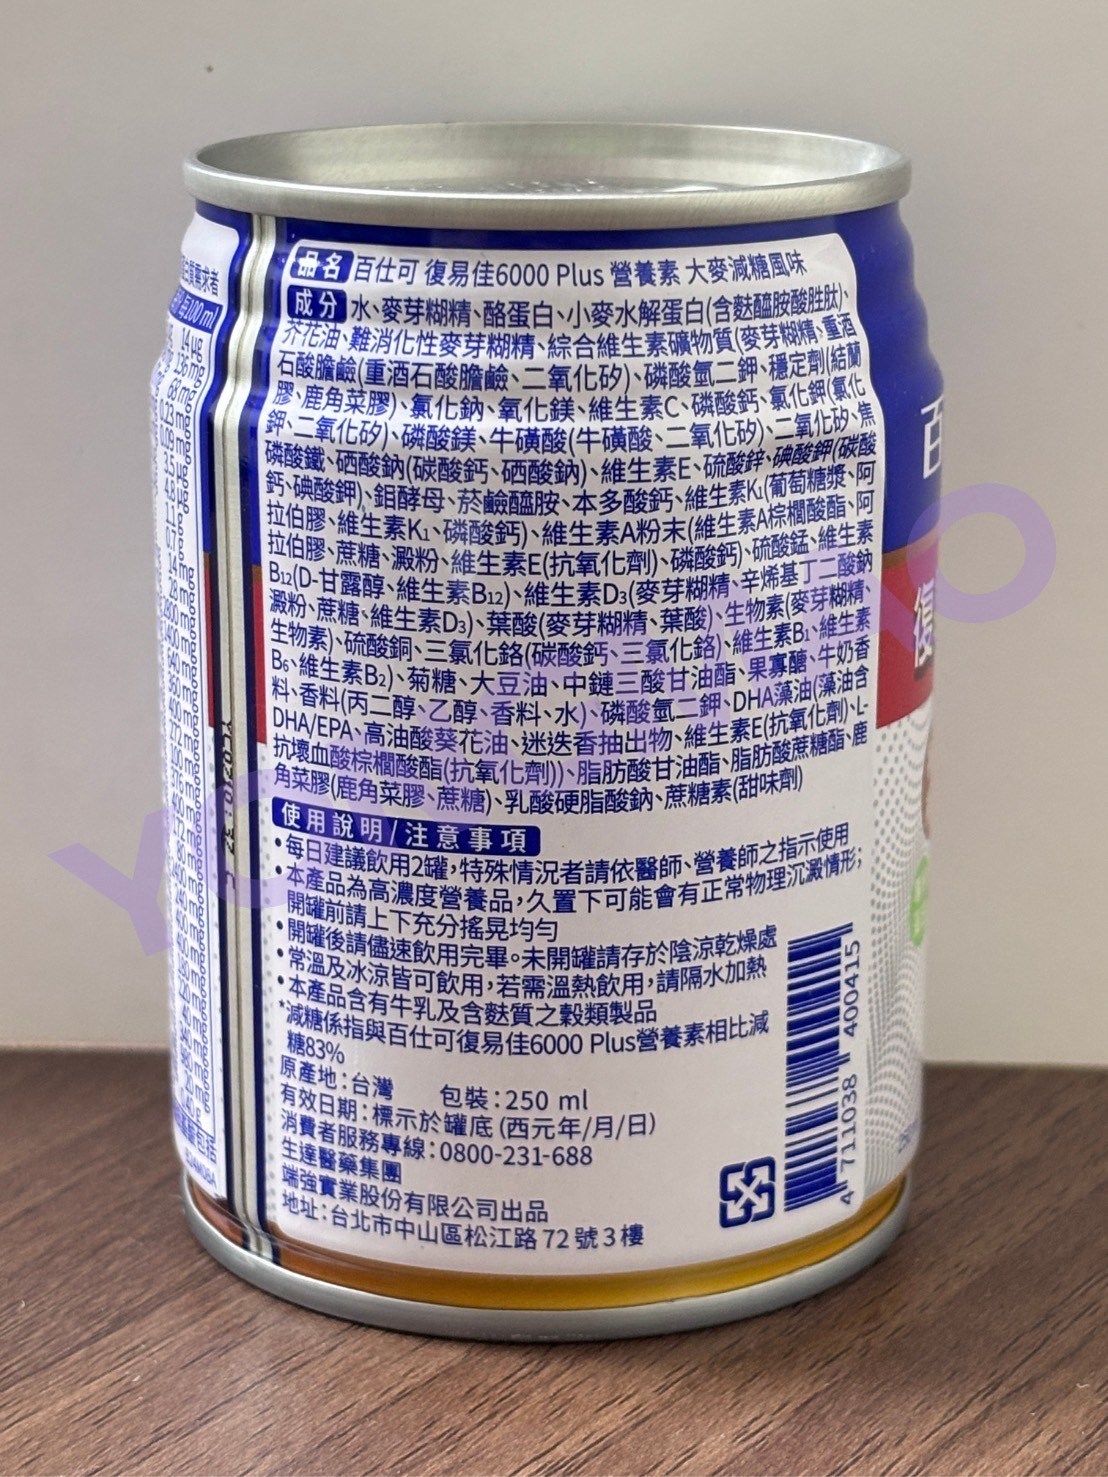 品名 百仕可 復易佳6000 Plus 營養素 大麥減糖風味
成分 水、麥芽糊精、酪蛋白、小麥水解蛋白(含麩醯胺酸胜肽)、
芥花油、難消化性麥芽糊精、綜合維生素礦物質(麥芽糊精、重酒
石酸膽鹼(重酒石酸膽鹼、二氧化矽)、磷酸氫二鉀、穩定劑(結蘭
膠、鹿角菜膠)、氯化鈉、氧化鎂、維生素C、磷酸鈣、氯化鉀(氯化
鉀、二氧化矽)、磷酸鎂、牛磺酸(牛磺酸、二氧化矽)、二氧化矽、焦
磷酸鐵、硒酸鈉(碳酸鈣、硒酸鈉)、維生素E、硫酸鋅、碘酸鉀(碳酸
鈣、碘酸鉀)、鉬酵母、菸鹼醯胺、本多酸鈣、維生素K₁(葡萄糖漿、阿
拉伯膠、維生素K₁、磷酸鈣)、維生素A粉末(維生素A棕櫚酸酯、阿
拉伯膠、蔗糖、澱粉、維生素E(抗氧化劑)、磷酸鈣)、硫酸錳、維生素
B₁₂(D-甘露醇、維生素B₁₂)、維生素D₃(麥芽糊精、辛烯基丁二酸鈉
澱粉、蔗糖、維生素D₃)、葉酸(麥芽糊精、葉酸)、生物素(麥芽糊精、
生物素)、硫酸銅、三氯化鉻(碳酸鈣、三氯化鉻)、維生素B₁、維生素
B₆、維生素B₂)、菊糖、大豆油、中鏈三酸甘油酯、果寡醣、牛奶香
料、香料(丙二醇、乙醇、香料、水)、磷酸氫二鉀、DHA藻油(藻油含
DHA/EPA、高油酸葵花油、迷迭香抽出物、維生素E(抗氧化劑)、L-
抗壞血酸棕櫚酸酯(抗氧化劑))、脂肪酸甘油酯、脂肪酸蔗糖酯、鹿
角菜膠(鹿角菜膠、蔗糖)、乳酸硬脂酸鈉、蔗糖素(甜味劑)
使用說明/注意事項
•每日建議飲用2罐，特殊情況者請依醫師、營養師之指示使用
•本產品為高濃度營養品，久置下可能會有正常物理沉澱情形；
開罐前請上下充分搖晃均勻
•開罐後請儘速飲用完畢。未開罐請存於陰涼乾燥處
•常溫及冰涼皆可飲用，若需溫熱飲用，請隔水加熱
•本產品含有牛乳及含麩質之穀類製品
*減糖係指與百仕可復易佳6000 Plus營養素相比減
糖83%
原產地：台灣 包裝：250 ml
有效日期：標示於罐底 (西元年/月/日)
消費者服務專線：0800-231-688
生達醫藥集團
端強實業股份有限公司出品
地址：台北市中山區松江路72號3樓
4 711038 400415